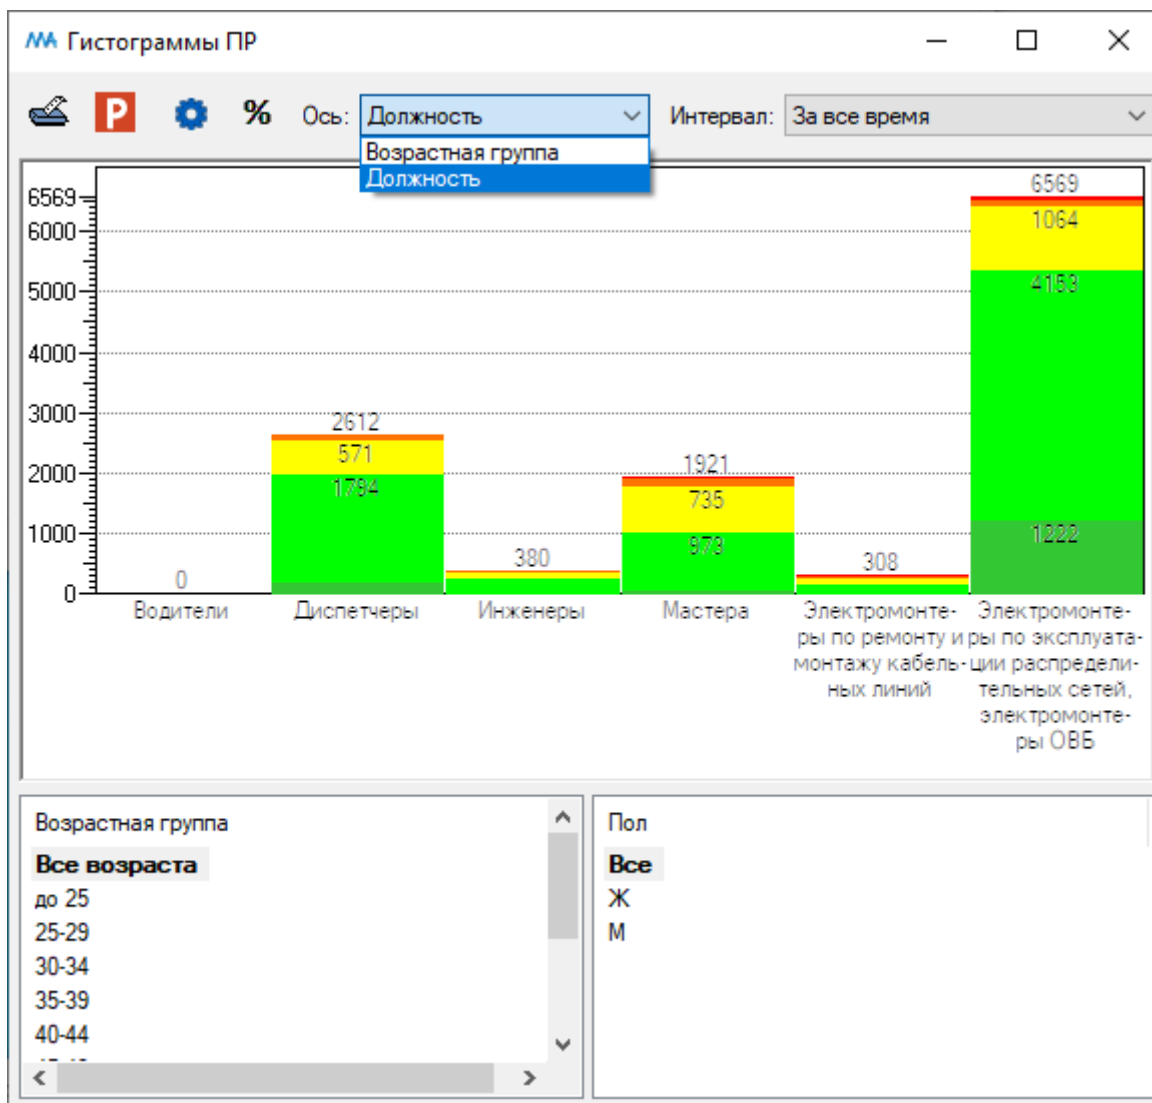 Гистограммы ПР
P % Ось: Должность Интервал: За все время
Возрастная группа
Должность
6569
6000
5000
4000
3000
2000
1000
0
0
2612
571
1794
380
1921
735
973
308
6569
1064
4153
1222
Водители
Диспетчеры
Инженеры
Мастера
Электромонте-
ры по ремонту и
монтажу кабель-
ных линий
Электромонте-
ры по эксплуата-
ции распредели-
тельных сетей,
электромонте-
ры ОВБ
Возрастная группа
Все возраста
до 25
25-29
30-34
35-39
40-44
Пол
Все
Ж
М